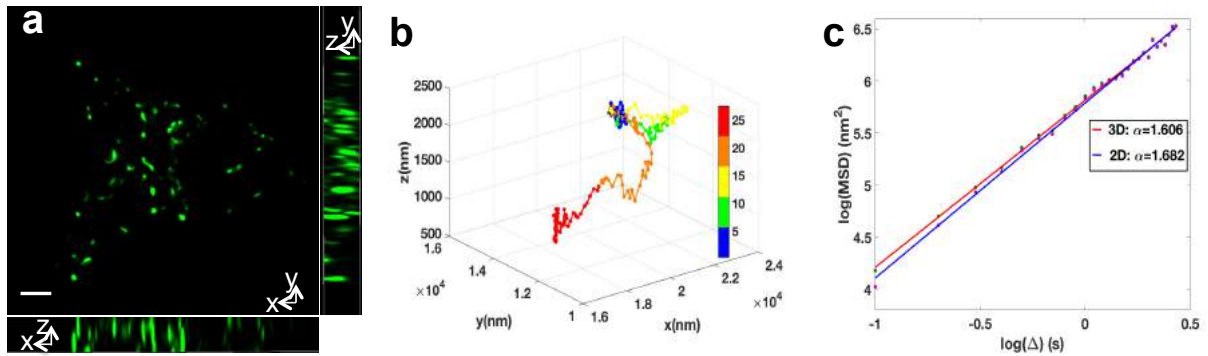 a
y
z
y
x
z
x
b
2500
2000
1500
1000
500
z(nm)
1.6
1.4
1.2
1
×10⁴
y(nm)
1.6
1.8
2
2.2
2.4
×10⁴
x(nm)
25
20
15
10
5
c
6.5
6
5.5
5
4.5
4
log(MSD) (nm²)
3D: α=1.606
2D: α=1.682
-1
-0.5
0
0.5
log(Δ) (s)